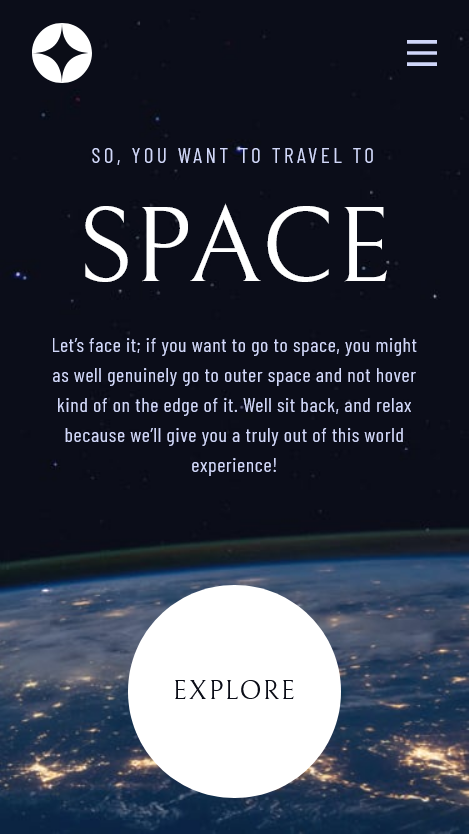 SO, YOU WANT TO TRAVEL TO
SPACE
Let’s face it; if you want to go to space, you might
as well genuinely go to outer space and not hover
kind of on the edge of it. Well sit back, and relax
because we’ll give you a truly out of this world
experience!
EXPLORE